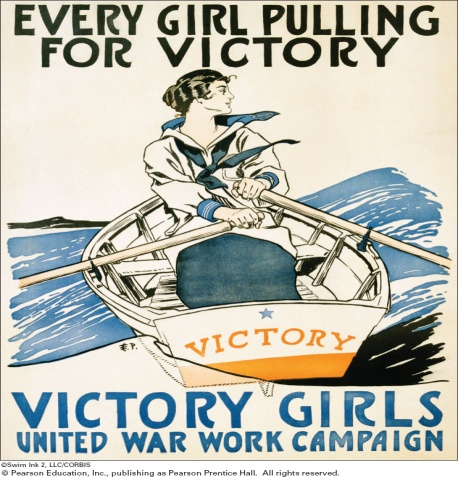 EVERY GIRL PULLING
FOR VICTORY
VICTORY
E.P.
VICTORY GIRLS
UNITED WAR WORK CAMPAIGN
©Swim Ink 2, LLC/CORBIS
© Pearson Education, Inc., publishing as Pearson Prentice Hall. All rights reserved.